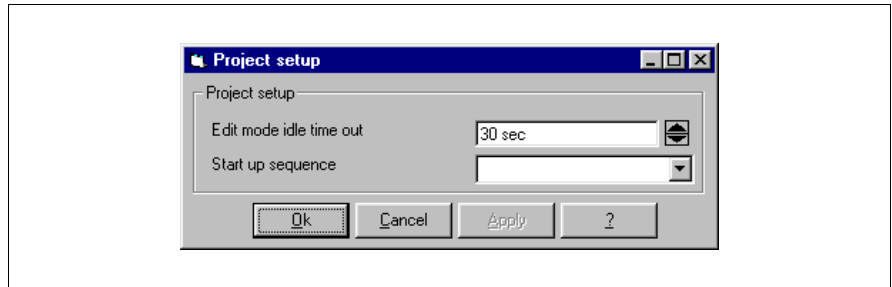 Project setup
Project setup
Edit mode idle time out 30 sec
Start up sequence
Ok Cancel Apply ?